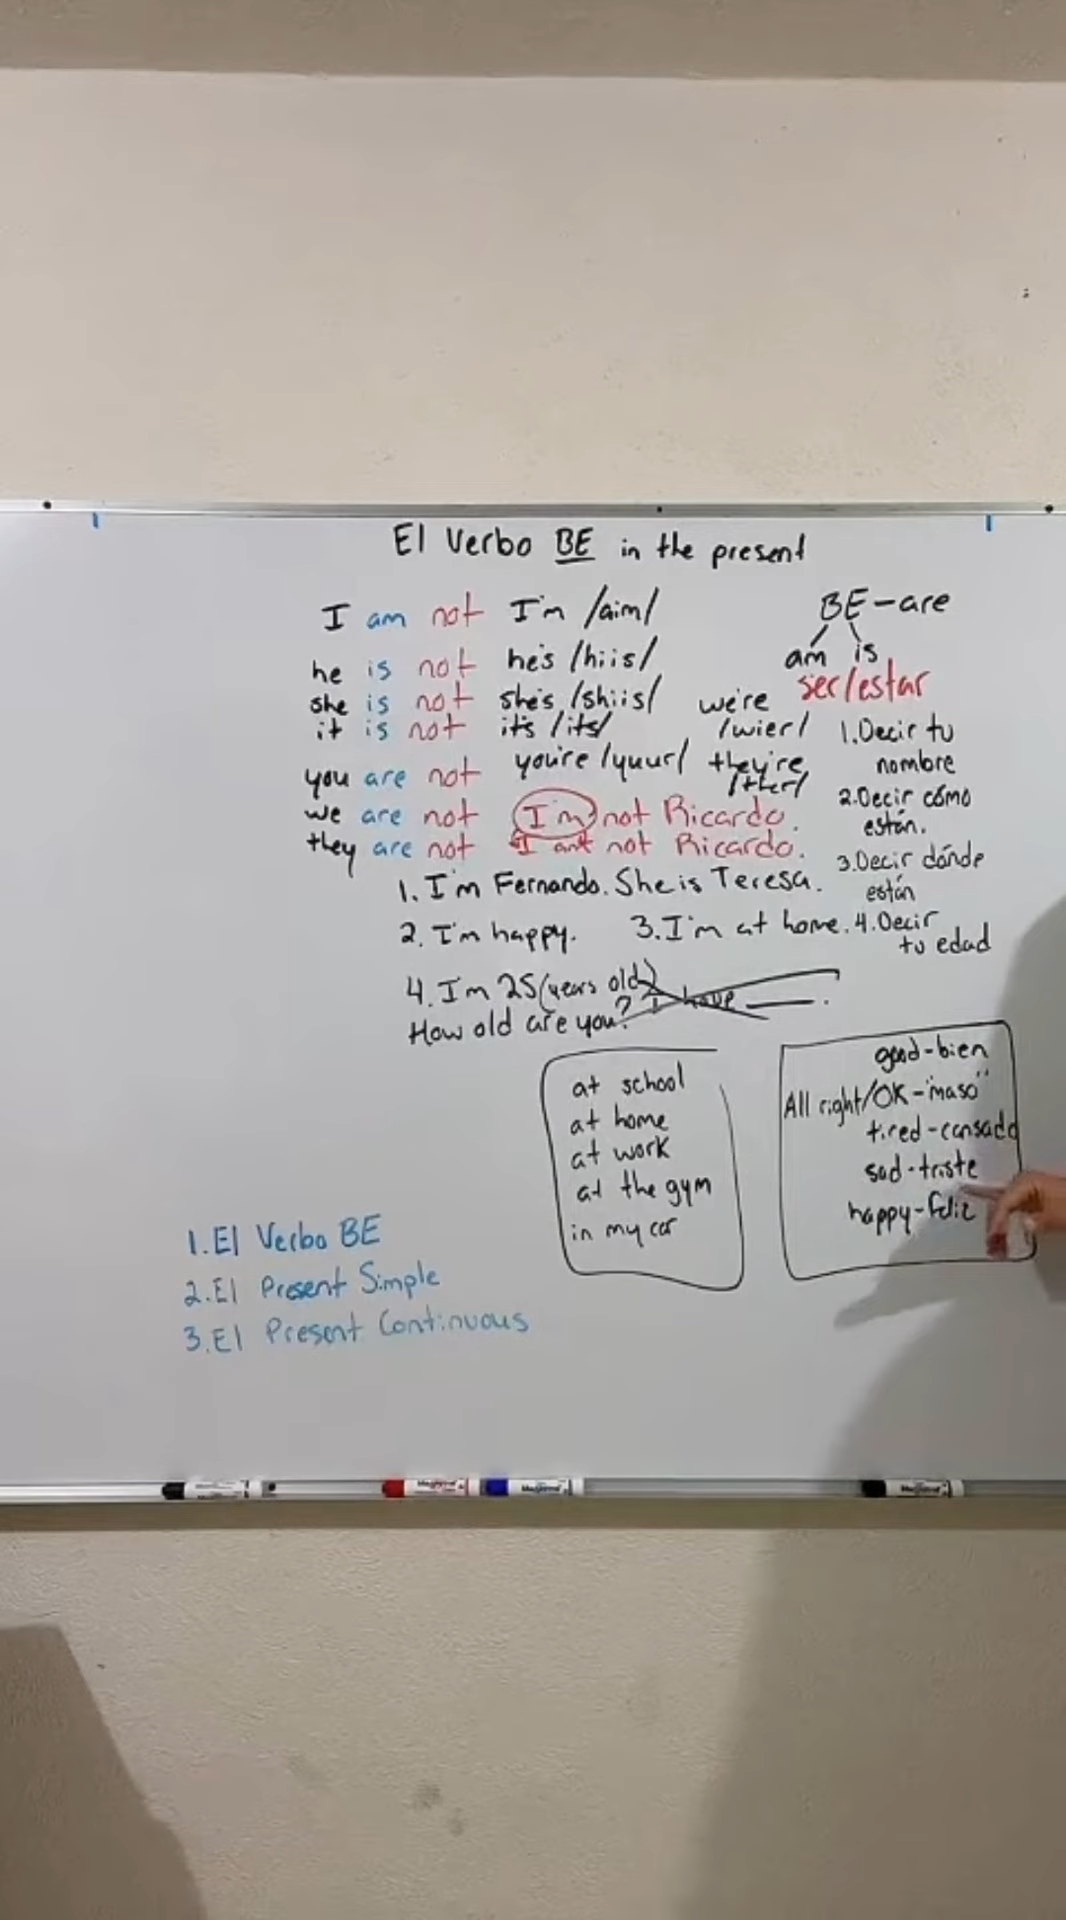 El Verbo BE in the present
I am not I'm /aim/
he is not he's /hiis/
she is not she's /shiis/
it is not it's /its/
you are not you're /yuur/
we are not
they are not
we're
/wier/
they're
/ther/
I'm not Ricardo.
not Ricardo.
BE-are
am is
ser/estar
1.Decir tu
nombre
2.Decir cómo
están.
3.Decir dónde
están
4.Decir
tu edad
1. I'm Fernando. She is Teresa.
2. I'm happy. 3. I'm at home.
4. I'm 25 (years old) I have ____.
How old are you?
at school
at home
at work
at the gym
in my car
good-bien
All right/OK-"maso"
tired-cansado
sad-triste
happy-feliz
1.El Verbo BE
2.El Present Simple
3.El Present Continuous